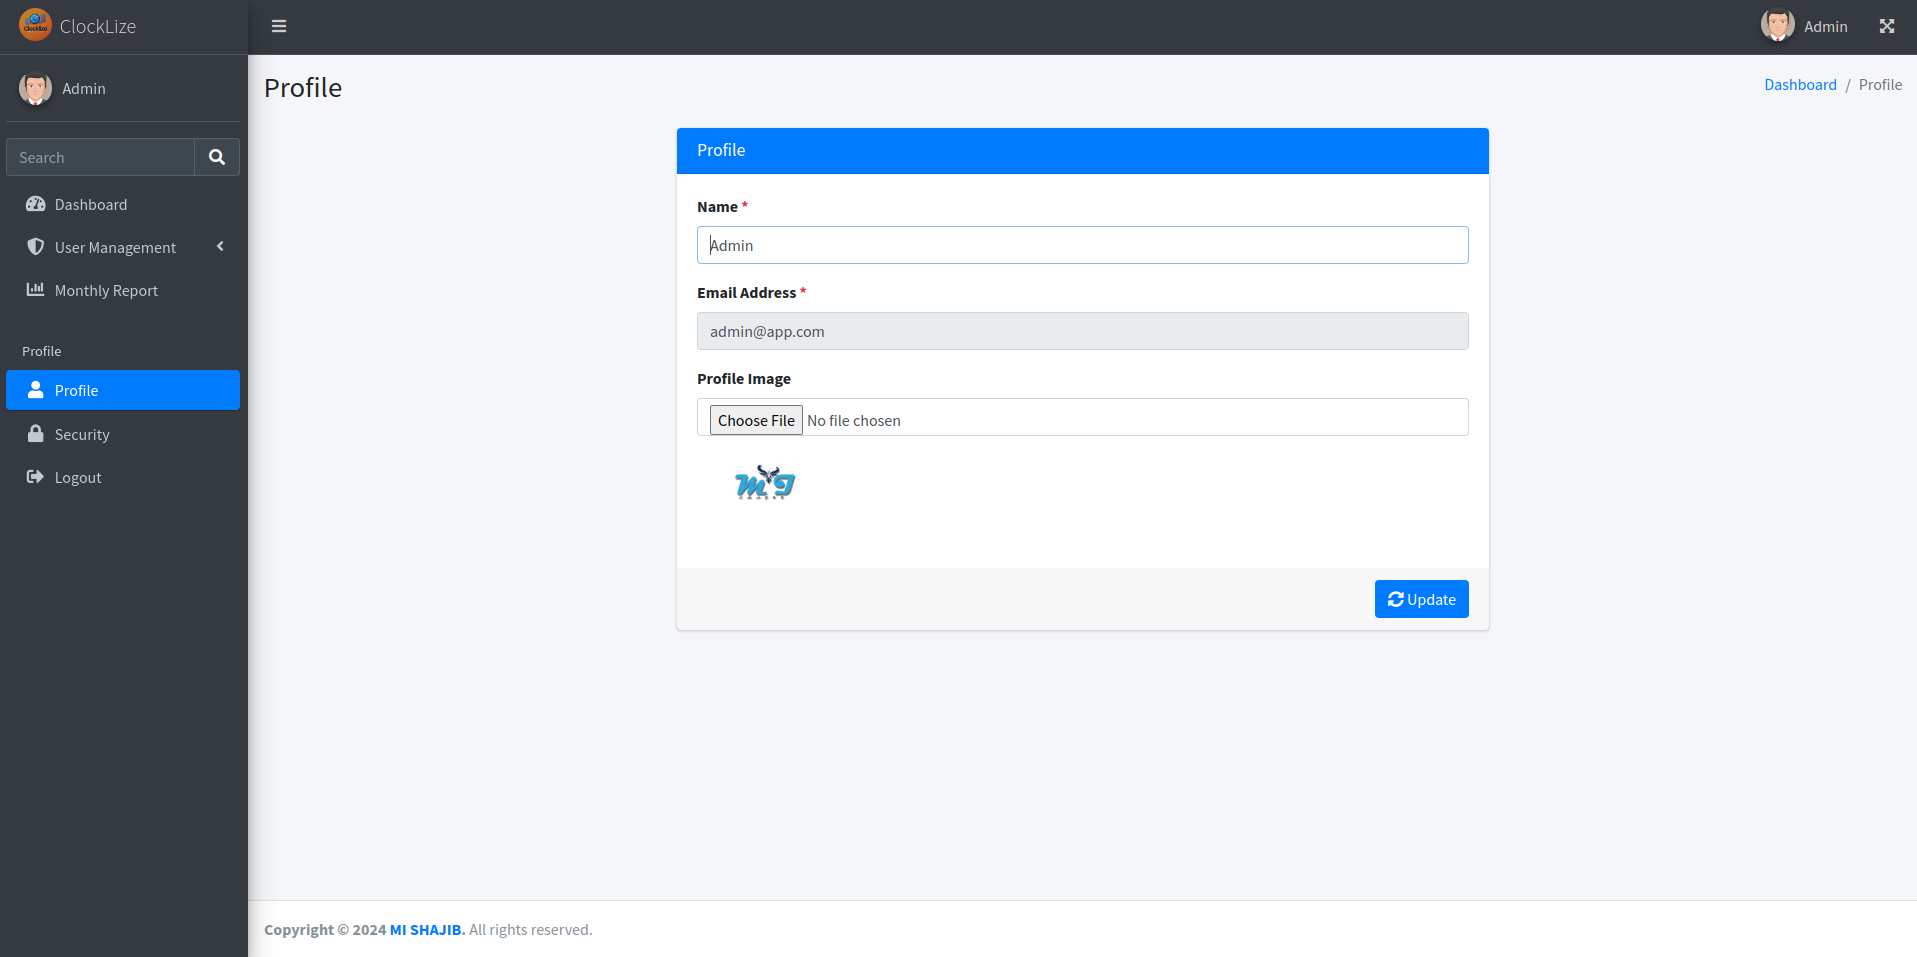 ClockLize
Admin
Admin
Search
Dashboard
User Management
Monthly Report
Profile
Profile
Security
Logout
Profile
Dashboard / Profile
Profile
Name *
Admin
Email Address *
admin@app.com
Profile Image
Choose File No file chosen
Update
Copyright © 2024 MI SHAJIB. All rights reserved.